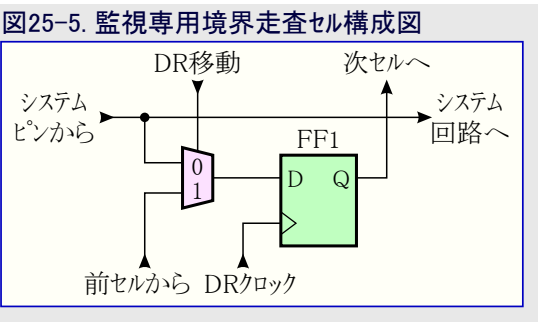 図25-5. 監視専用境界走査ｾﾙ構成図
DR移動
次ｾﾙへ
ｼｽﾃﾑ
ﾋﾟﾝから
ｼｽﾃﾑ
回路へ
FF1
0
1
D
Q
前ｾﾙから
DRｸﾛｯｸ